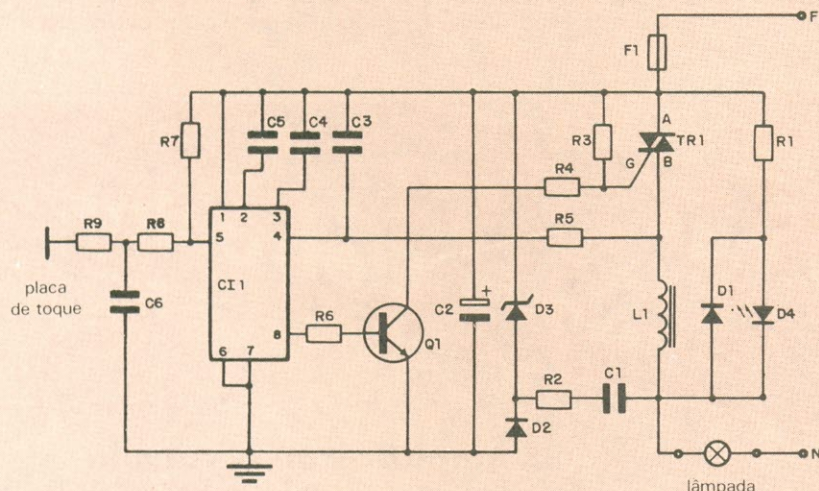 F
F1
A
TR1
G
B
R3
R1
R4
C5
C4
C3
R7
1
2
3
R9
R8
5
4
R5
placa
de toque
C6
CI1
L1
D1
D4
8
R6
Q1
C2
+
D3
6
7
R2
C1
D2
N
lâmpada